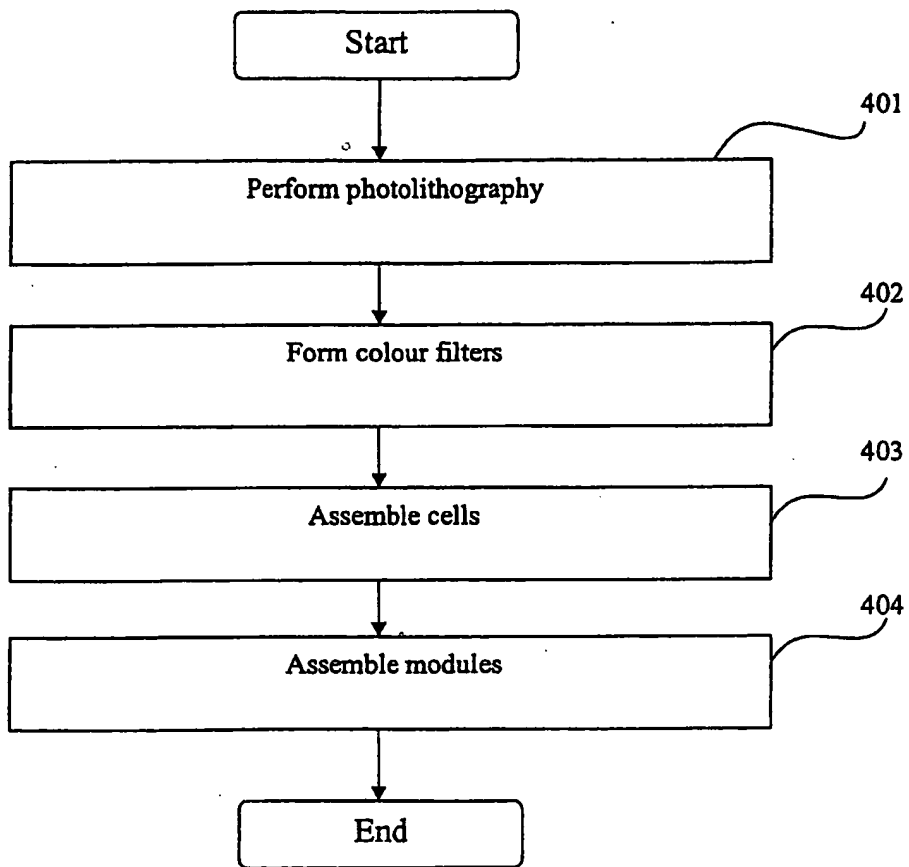 Start
401
Perform photolithography
402
Form colour filters
403
Assemble cells
404
Assemble modules
End